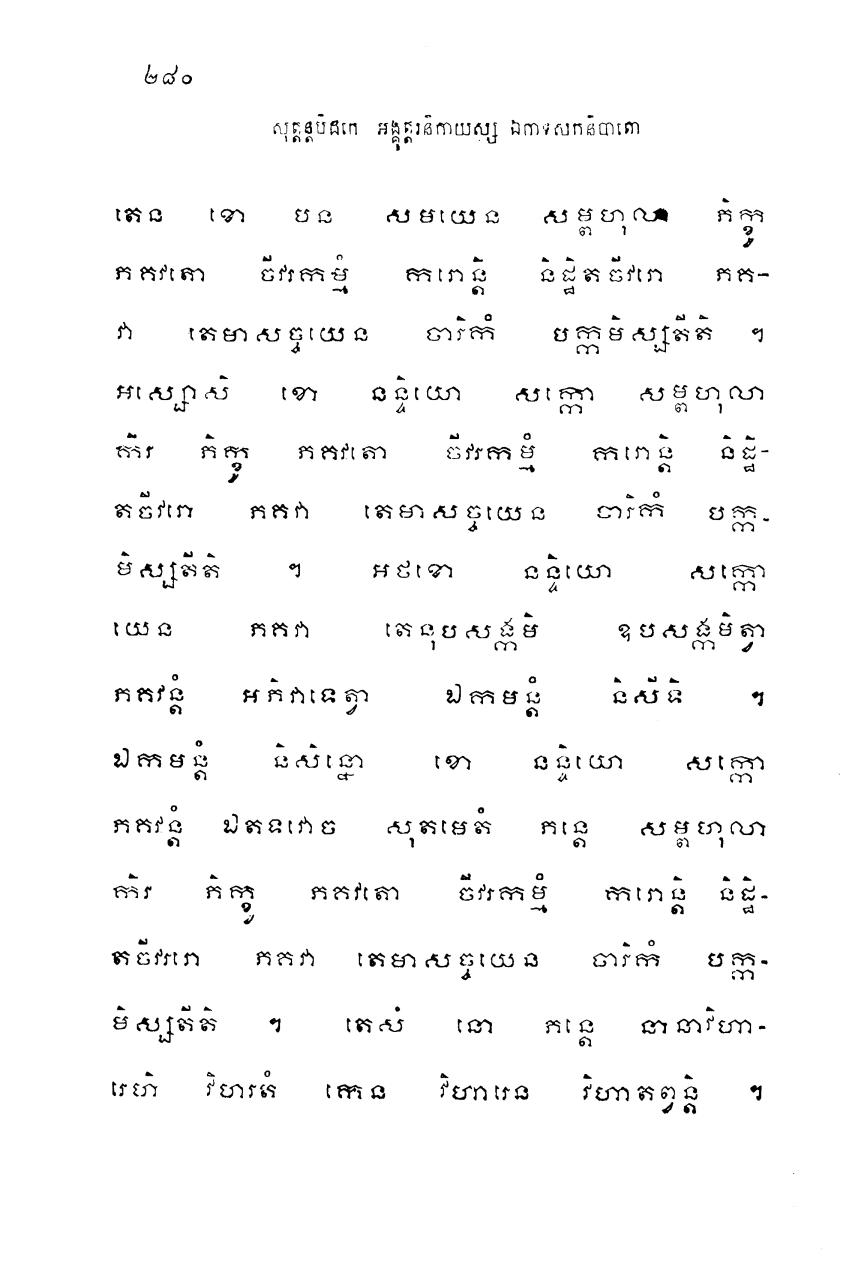 ២៨០
សុត្តន្តបិដកេ អង្គុត្តរនិកាយស្ស ឯកាទសកនិបាតោ
តេន ខោ បន សមយេន សម្ពហុលា ភិក្ខូ
ភគវតោ ចីវរកម្មំ ករោន្តិ និដ្ឋិតចីវរោ ភគ-
វា តេមាសច្ចយេន ចារិកំ បក្កមិស្សតីតិ ។
អស្សោសិ ខោ នន្ទិយោ សក្កោ សម្ពហុលា
កិរ ភិក្ខូ ភគវតោ ចីវរកម្មំ ករោន្តិ និដ្ឋិ-
តចីវរោ ភគវា តេមាសច្ចយេន ចារិកំ បក្ក-
មិស្សតីតិ ។ អថខោ នន្ទិយោ សក្កោ
យេន ភគវា តេនុបសង្កមិ ឧបសង្កមិត្វា
ភគវន្តំ អភិវាទេត្វា ឯកមន្តំ និសីទិ ។
ឯកមន្តំ និសិន្នោ ខោ នន្ទិយោ សក្កោ
ភគវន្តំ ឯតទវោច សុតមេតំ ភន្តេ សម្ពហុលា
កិរ ភិក្ខូ ភគវតោ ចីវរកម្មំ ករោន្តិ និដ្ឋិ-
តចីវររោ ភគវា តេមាសច្ចយេន ចារិកំ បក្ក-
មិស្សតីតិ ។ តេសំ នោ ភន្តេ នានាវិហា-
រេហិ វិហរតំ កេន វិហារេន វិហាតព្វន្តិ ។